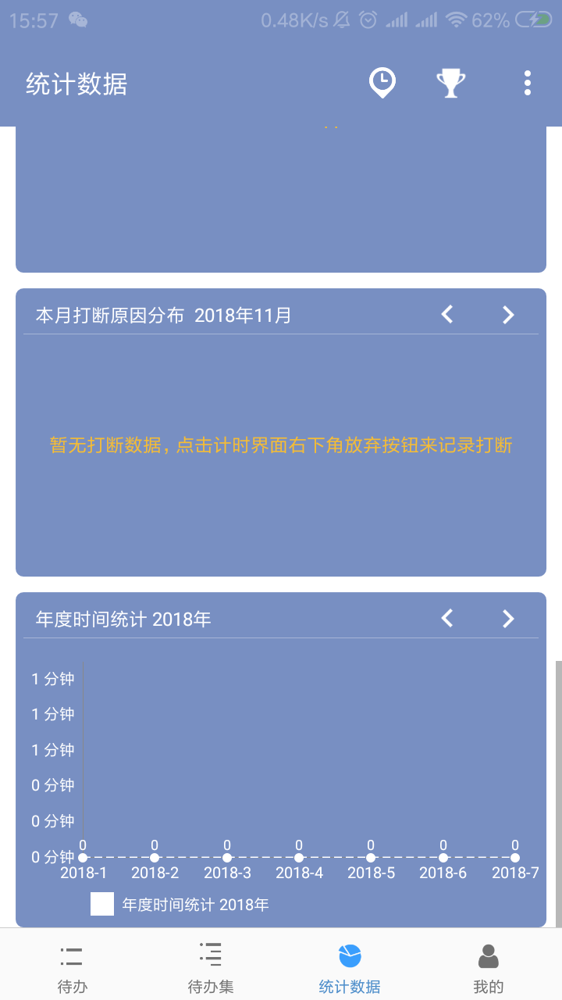 15:57 0.48K/s 62%
统计数据
本月打断原因分布 2018年11月
暂无打断数据，点击计时界面右下角放弃按钮来记录打断
年度时间统计 2018年
1 分钟
1 分钟
1 分钟
0 分钟
0 分钟
0 分钟
0 0 0 0 0 0 0
2018-1 2018-2 2018-3 2018-4 2018-5 2018-6 2018-7
年度时间统计 2018年
待办 待办集 统计数据 我的